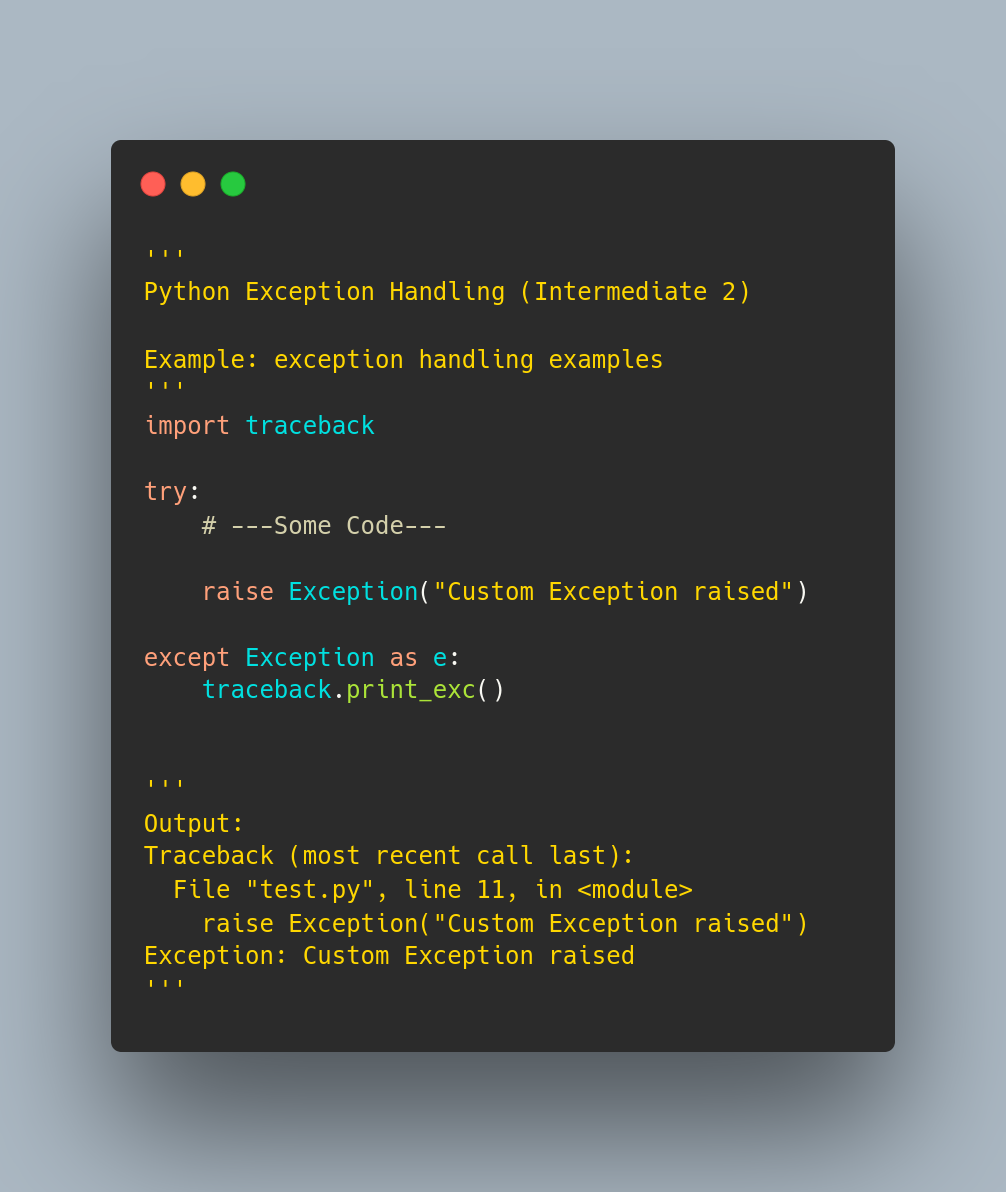 '''
Python Exception Handling (Intermediate 2)
Example: exception handling examples
'''
import traceback
try:
    # ---Some Code---
    raise Exception("Custom Exception raised")
except Exception as e:
    traceback.print_exc()
'''
Output:
Traceback (most recent call last):
  File "test.py", line 11, in <module>
    raise Exception("Custom Exception raised")
Exception: Custom Exception raised
'''